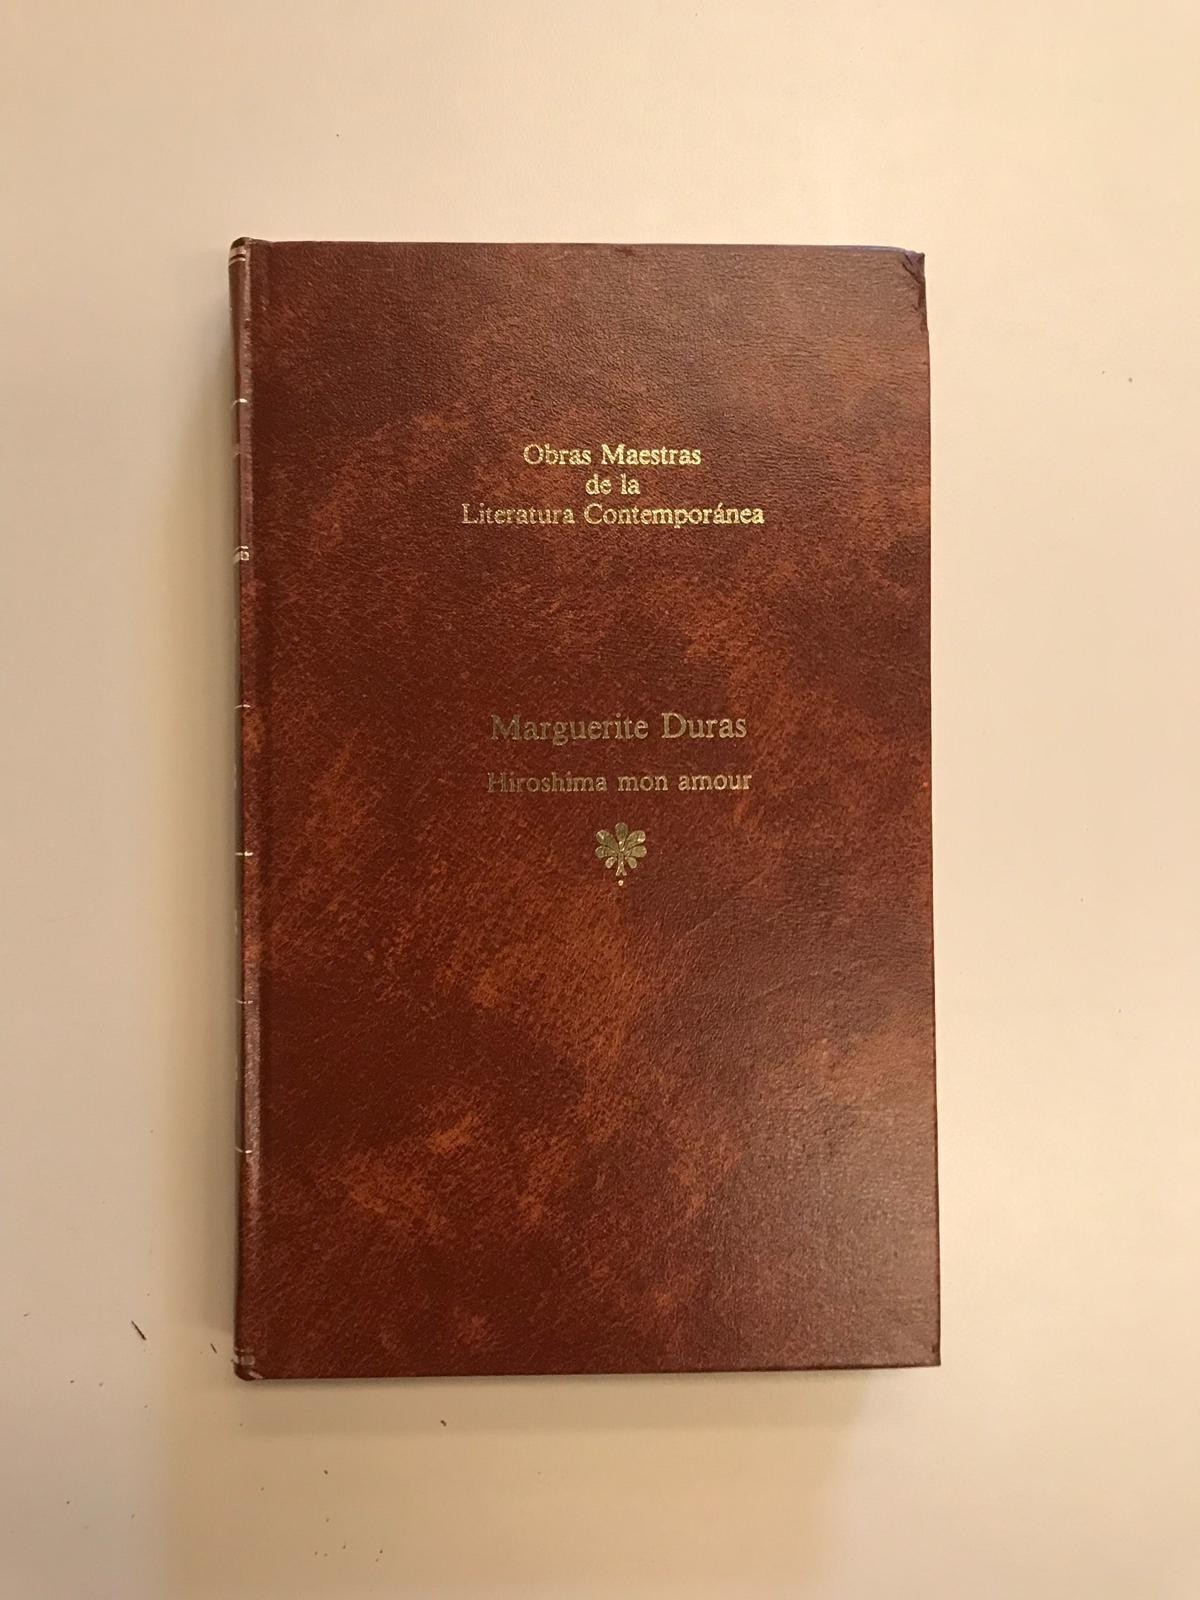 Obras Maestras
de la
Literatura Contemporánea
Marguerite Duras
Hiroshima mon amour